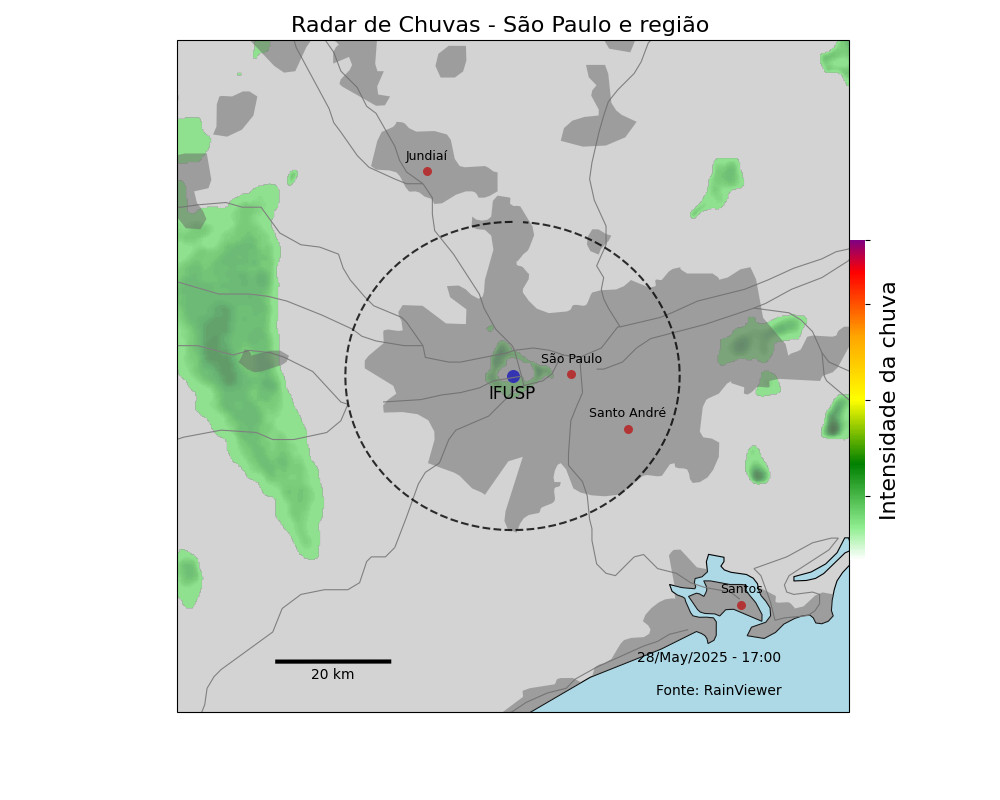 Radar de Chuvas - São Paulo e região
Jundiaí
São Paulo
IFUSP
Santo André
Intensidade da chuva
Santos
28/May/2025 - 17:00
20 km
Fonte: RainViewer